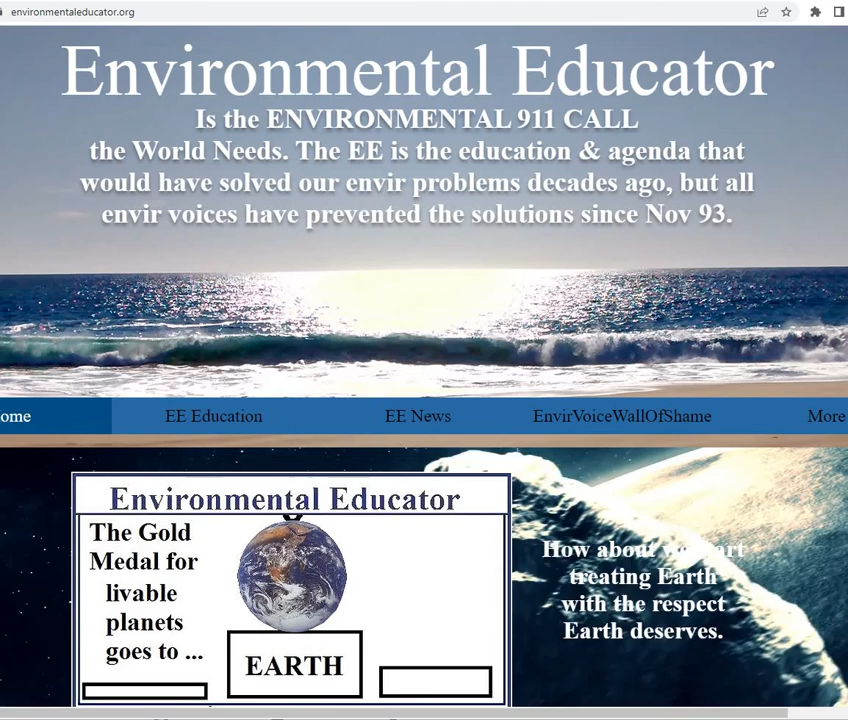 environmentaleducator.org
Environmental Educator
Is the ENVIRONMENTAL 911 CALL
the World Needs. The EE is the education & agenda that
would have solved our envir problems decades ago, but all
envir voices have prevented the solutions since Nov 93.
ome EE Education EE News EnvirVoiceWallOfShame More
Environmental Educator
The Gold
Medal for
livable
planets
goes to ...
EARTH
How about we start
treating Earth
with the respect
Earth deserves.